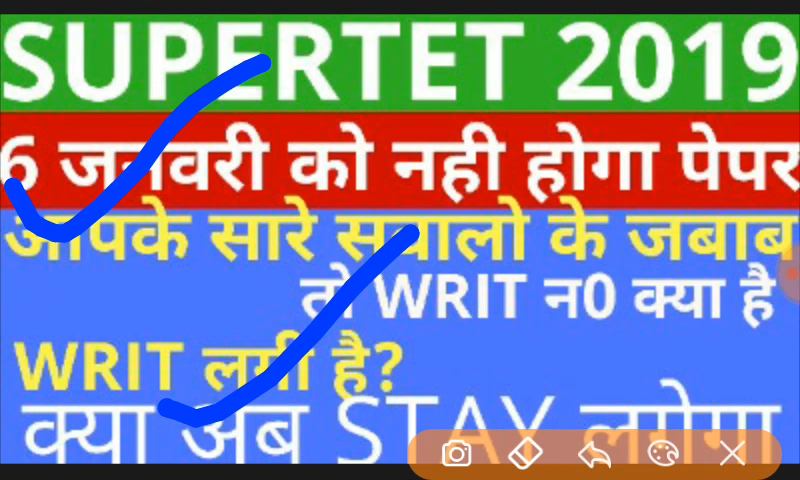 SUPERTET 2019
6 जनवरी को नही होगा पेपर
आपके सारे सवालो के जबाब
तो WRIT न0 क्या है
WRIT लगी है?
क्या अब STAY लगेगा